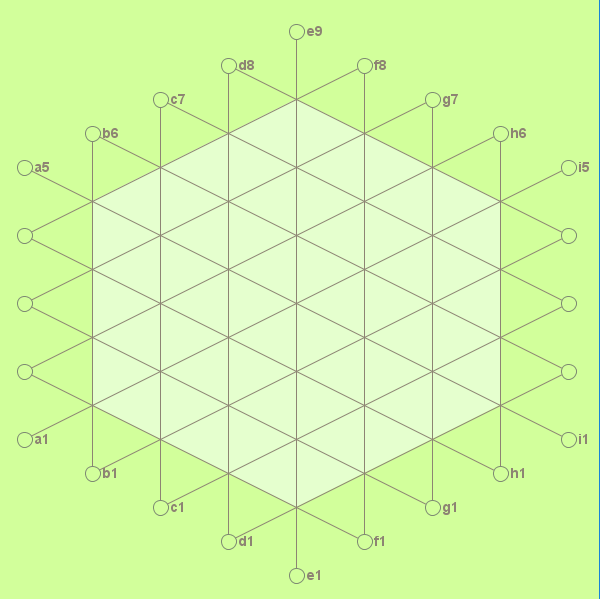 e9
d8 f8
c7 g7
b6 h6
a5 i5
a1 i1
b1 h1
c1 g1
d1 f1
e1